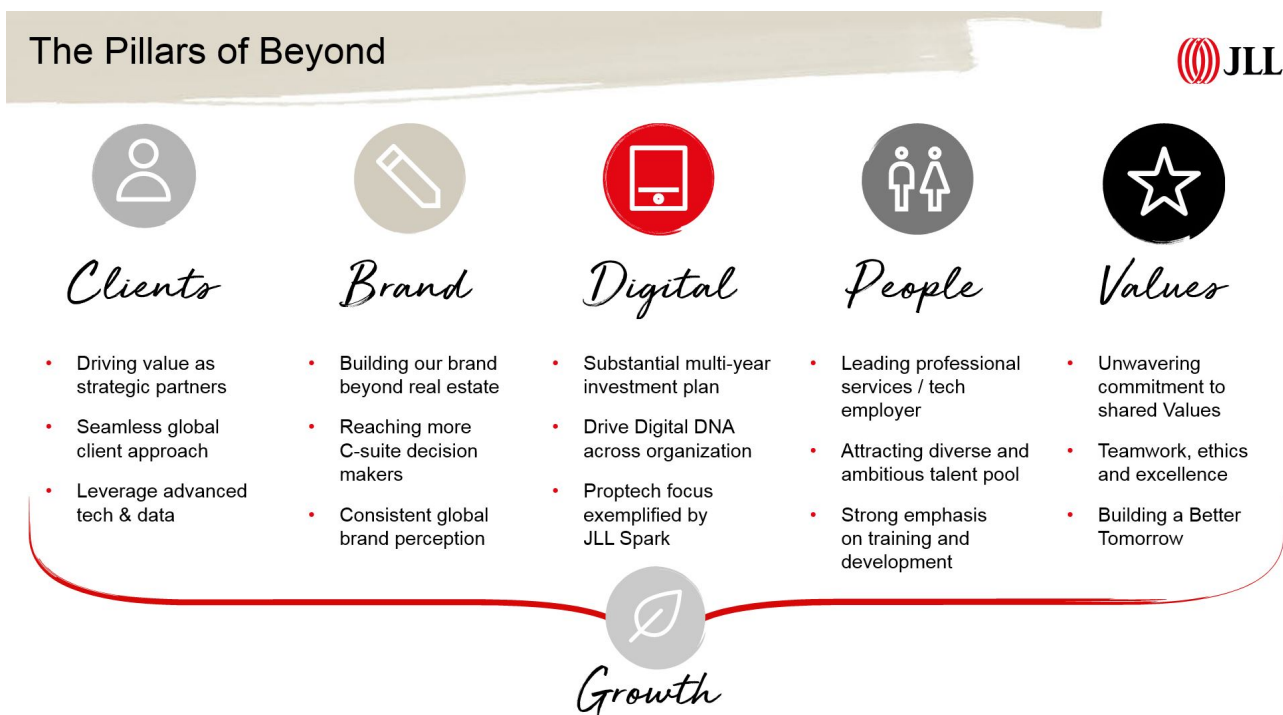 The Pillars of Beyond
JLL
Clients
• Driving value as
strategic partners
• Seamless global
client approach
• Leverage advanced
tech & data
Brand
• Building our brand
beyond real estate
• Reaching more
C-suite decision
makers
• Consistent global
brand perception
Digital
• Substantial multi-year
investment plan
• Drive Digital DNA
across organization
• Proptech focus
exemplified by
JLL Spark
People
• Leading professional
services / tech
employer
• Attracting diverse and
ambitious talent pool
• Strong emphasis
on training and
development
Values
• Unwavering
commitment to
shared Values
• Teamwork, ethics
and excellence
• Building a Better
Tomorrow
Growth